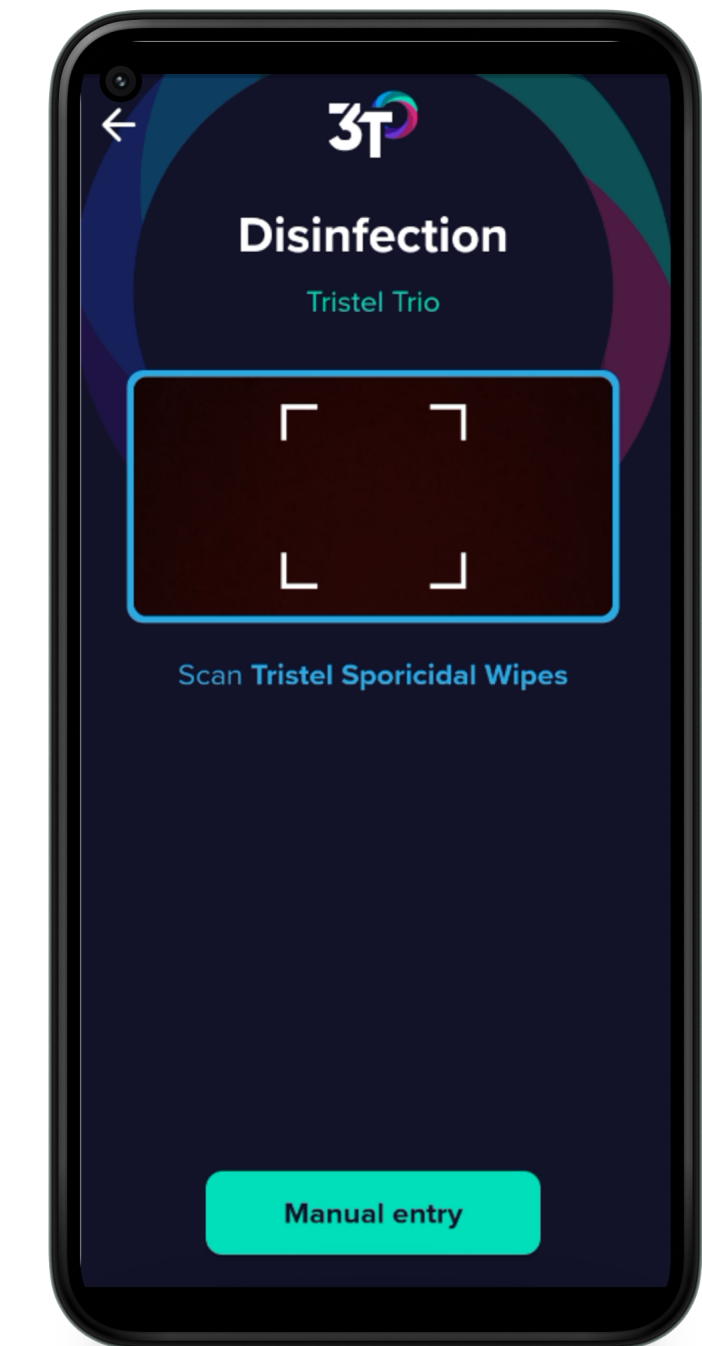 3T
Disinfection
Tristel Trio
Scan Tristel Sporicidal Wipes
Manual entry